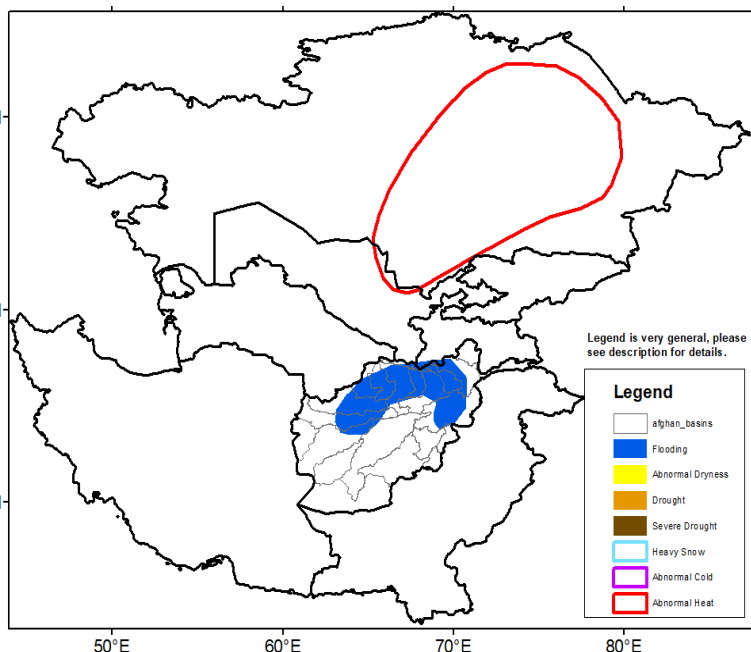 Legend is very general, please
see description for details.
Legend
afghan_basins
Flooding
Abnormal Dryness
Drought
Severe Drought
Heavy Snow
Abnormal Cold
Abnormal Heat
50°E
60°E
70°E
80°E